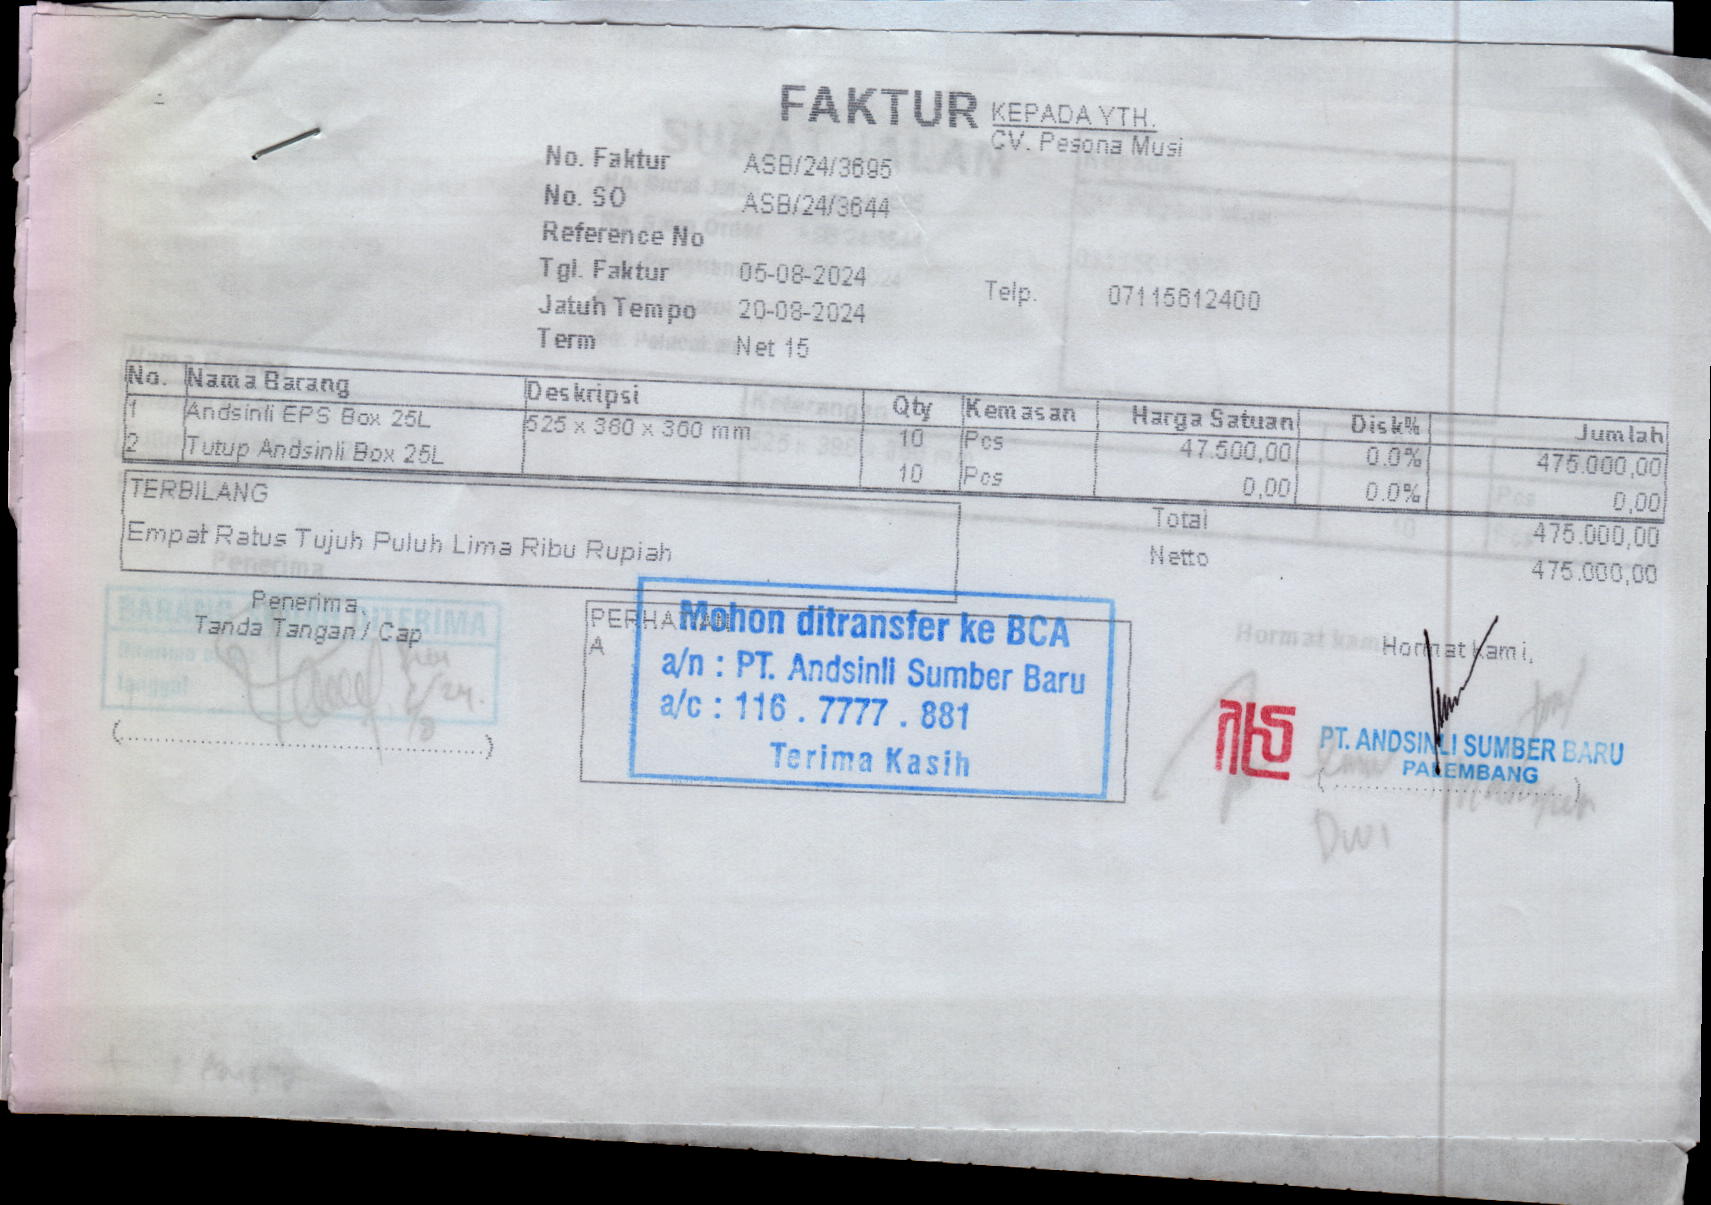 FAKTUR
KEPADA YTH.
CV. Pesona Musi
No. Faktur ASB/24/3695
No. SO ASB/24/3644
Reference No
Tgl. Faktur 05-08-2024
Jatuh Tempo 20-08-2024
Term Net 15
Telp. 07115612400
No. Nama Barang Deskripsi Qty Kemasan Harga Satuan Disk% Jumlah
1 Andsinli EPS Box 25L 525 x 380 x 360 mm 10 Pcs 47.500,00 0.0% 475.000,00
2 Tutup Andsinli Box 25L 10 Pcs 0,00 0.0% 0,00
TERBILANG
Empat Ratus Tujuh Puluh Lima Ribu Rupiah
Total 475.000,00
Netto 475.000,00
Penerima,
Tanda Tangan / Cap
(...............................................)
PERHATIAN
A
Mohon ditransfer ke BCA
a/n : PT. Andsinli Sumber Baru
a/c : 116 . 7777 . 881
Terima Kasih
Hormat kami,
PT. ANDSINLI SUMBER BARU
PALEMBANG
Dwi
SURAT JALAN